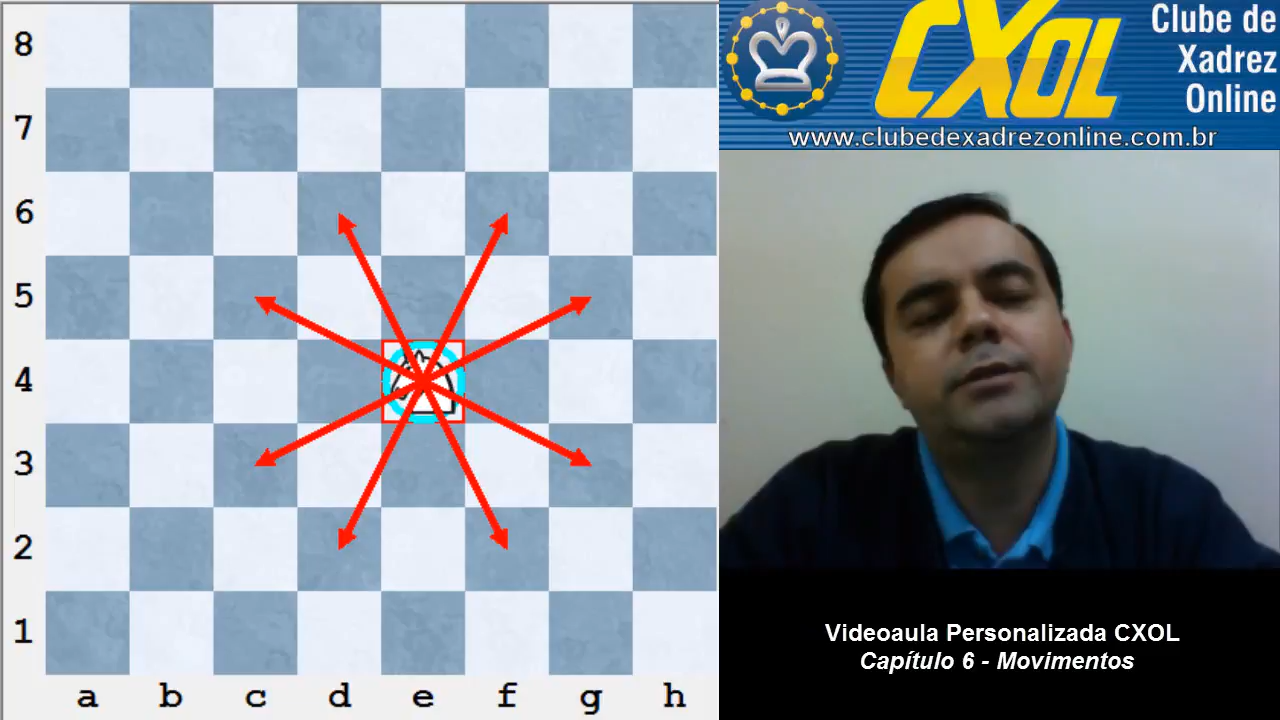 8
7
6
5
4
3
2
1
a b c d e f g h
CXOL
Clube de
Xadrez
Online
www.clubedexadrezonline.com.br
Videoaula Personalizada CXOL
Capítulo 6 - Movimentos